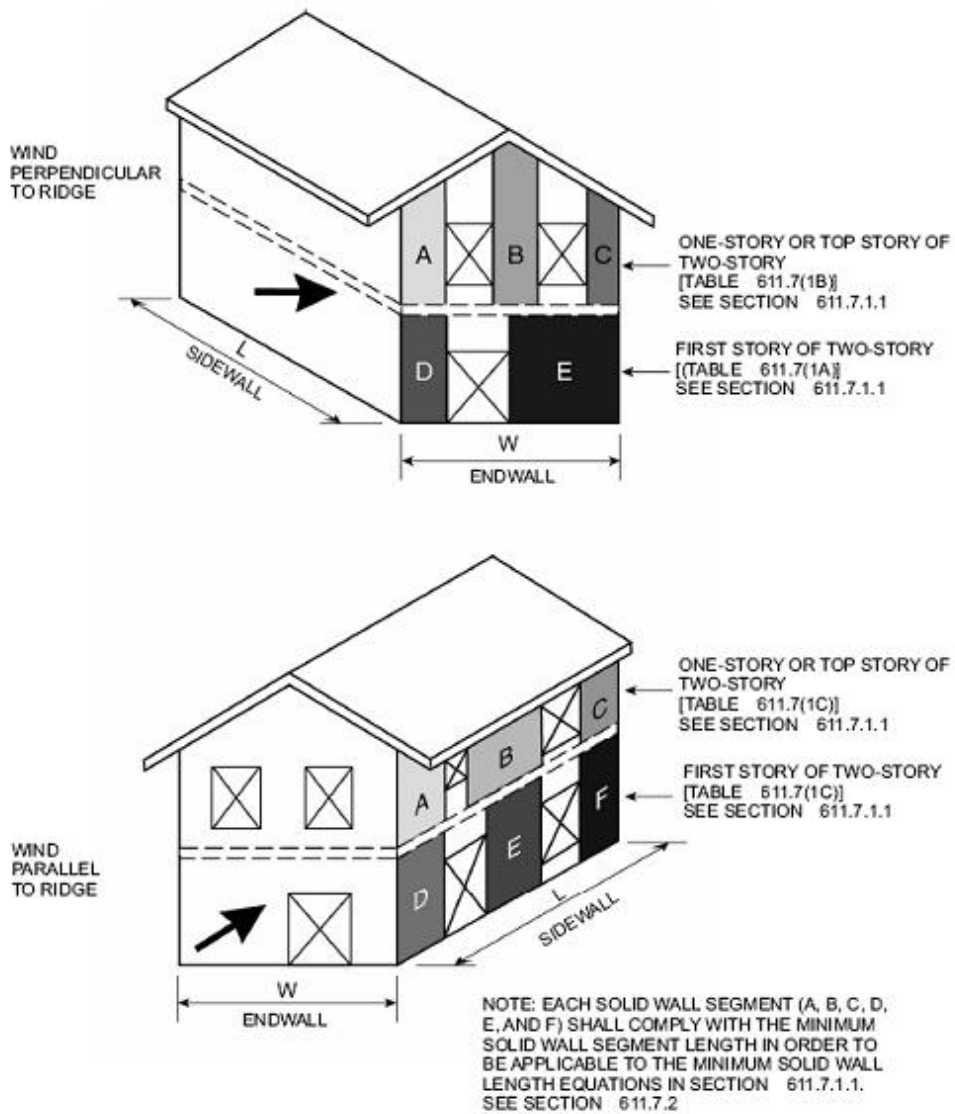 WIND
PERPENDICULAR
TO RIDGE
A
B
C
ONE-STORY OR TOP STORY OF
TWO-STORY
[TABLE 611.7(1B)]
SEE SECTION 611.7.1.1
D
E
FIRST STORY OF TWO-STORY
[(TABLE 611.7(1A)]
SEE SECTION 611.7.1.1
L
SIDEWALL
W
ENDWALL
ONE-STORY OR TOP STORY OF
TWO-STORY
[TABLE 611.7(1C)]
SEE SECTION 611.7.1.1
A
B
C
FIRST STORY OF TWO-STORY
[TABLE 611.7(1C)]
SEE SECTION 611.7.1.1
WIND
PARALLEL
TO RIDGE
D
E
F
L
SIDEWALL
W
ENDWALL
NOTE: EACH SOLID WALL SEGMENT (A, B, C, D,
E, AND F) SHALL COMPLY WITH THE MINIMUM
SOLID WALL SEGMENT LENGTH IN ORDER TO
BE APPLICABLE TO THE MINIMUM SOLID WALL
LENGTH EQUATIONS IN SECTION 611.7.1.1.
SEE SECTION 611.7.2